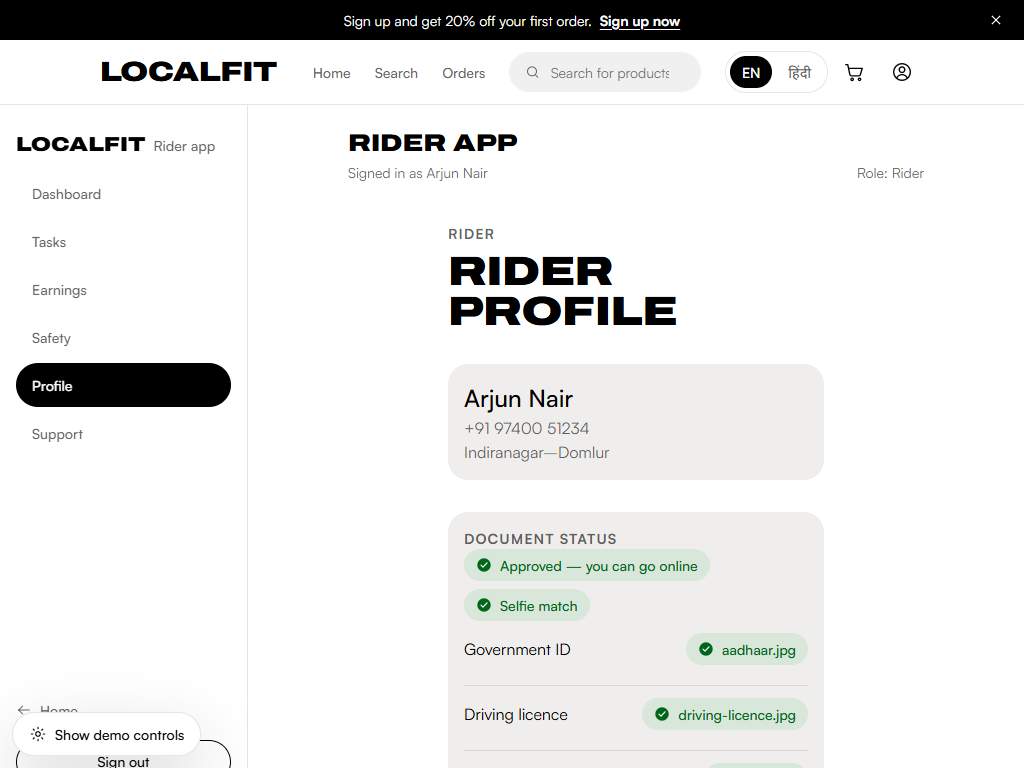 Sign up and get 20% off your first order. Sign up now
LOCALFIT
Home
Search
Orders
Search for products
EN
हिंदी
LOCALFIT Rider app
Dashboard
Tasks
Earnings
Safety
Profile
Support
Home
Show demo controls
Sign out
RIDER APP
Signed in as Arjun Nair
Role: Rider
RIDER
RIDER
PROFILE
Arjun Nair
+91 97400 51234
Indiranagar—Domlur
DOCUMENT STATUS
Approved — you can go online
Selfie match
Government ID
aadhaar.jpg
Driving licence
driving-licence.jpg